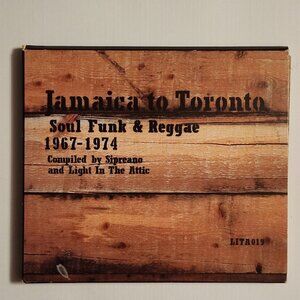 Jamaica to Toronto
Soul Funk & Reggae
1967-1974
Compiled by Sipreano
and Light In The Attic
LITA019